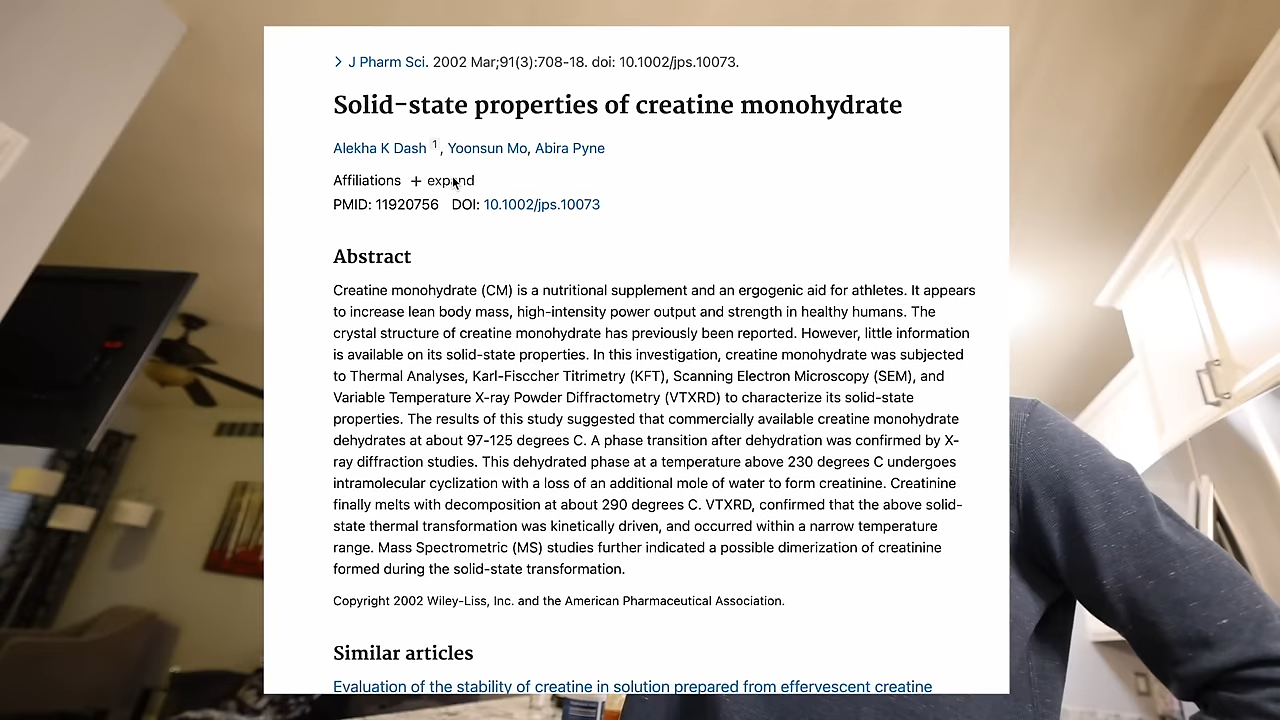 J Pharm Sci. 2002 Mar;91(3):708-18. doi: 10.1002/jps.10073.
Solid-state properties of creatine monohydrate
Alekha K Dash 1, Yoonsun Mo, Abira Pyne
Affiliations + expand
PMID: 11920756 DOI: 10.1002/jps.10073
Abstract
Creatine monohydrate (CM) is a nutritional supplement and an ergogenic aid for athletes. It appears
to increase lean body mass, high-intensity power output and strength in healthy humans. The
crystal structure of creatine monohydrate has previously been reported. However, little information
is available on its solid-state properties. In this investigation, creatine monohydrate was subjected
to Thermal Analyses, Karl-Fisccher Titrimetry (KFT), Scanning Electron Microscopy (SEM), and
Variable Temperature X-ray Powder Diffractometry (VTXRD) to characterize its solid-state
properties. The results of this study suggested that commercially available creatine monohydrate
dehydrates at about 97-125 degrees C. A phase transition after dehydration was confirmed by X-
ray diffraction studies. This dehydrated phase at a temperature above 230 degrees C undergoes
intramolecular cyclization with a loss of an additional mole of water to form creatinine. Creatinine
finally melts with decomposition at about 290 degrees C. VTXRD, confirmed that the above solid-
state thermal transformation was kinetically driven, and occurred within a narrow temperature
range. Mass Spectrometric (MS) studies further indicated a possible dimerization of creatinine
formed during the solid-state transformation.
Copyright 2002 Wiley-Liss, Inc. and the American Pharmaceutical Association.
Similar articles
Evaluation of the stability of creatine in solution prepared from effervescent creatine